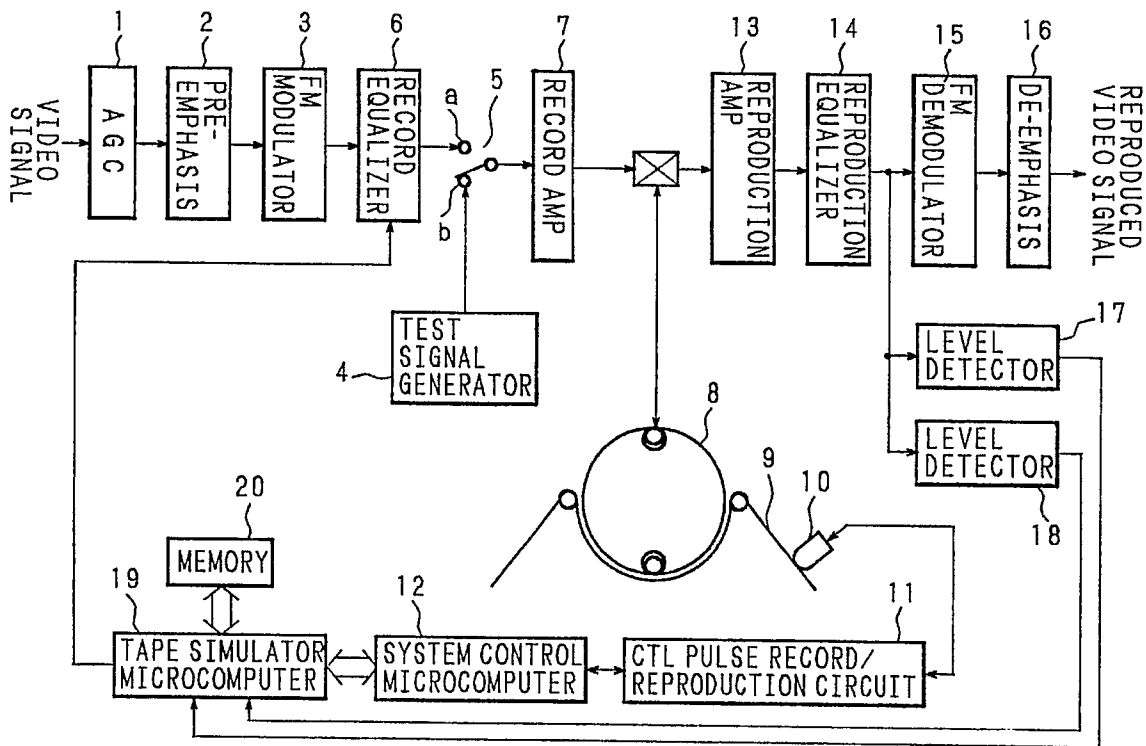 1
2
3
6
7
13
14
15
16
VIDEO
SIGNAL
AGC
PRE-
EMPHASIS
FM
MODULATOR
RECORD
EQUALIZER
a
5
b
RECORD AMP
REPRODUCTION
AMP
REPRODUCTION
EQUALIZER
FM
DEMODULATOR
DE-EMPHASIS
REPRODUCED
VIDEO SIGNAL
4
TEST
SIGNAL
GENERATOR
17
LEVEL
DETECTOR
LEVEL
DETECTOR
18
8
9
10
20
MEMORY
19
TAPE SIMULATOR
MICROCOMPUTER
12
SYSTEM CONTROL
MICROCOMPUTER
11
CTL PULSE RECORD/
REPRODUCTION CIRCUIT